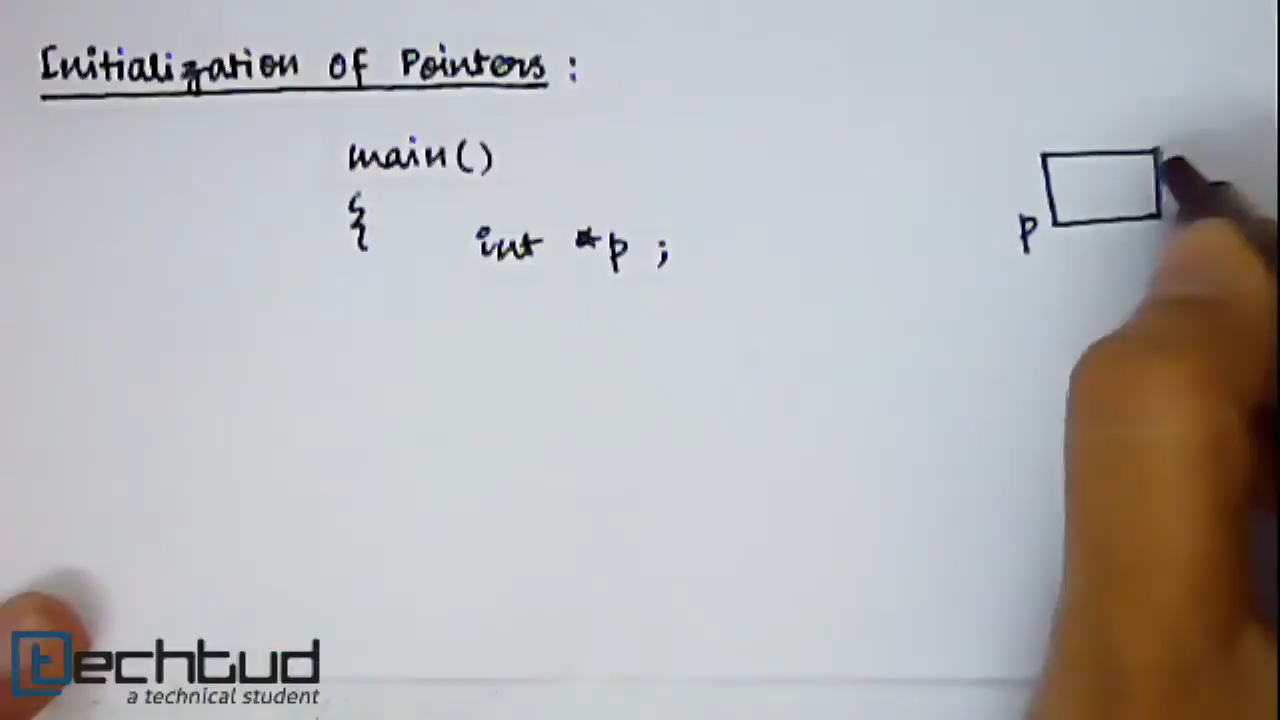 Initialization of Pointers :
main()
{
int *p ;
p
techtud
a technical student